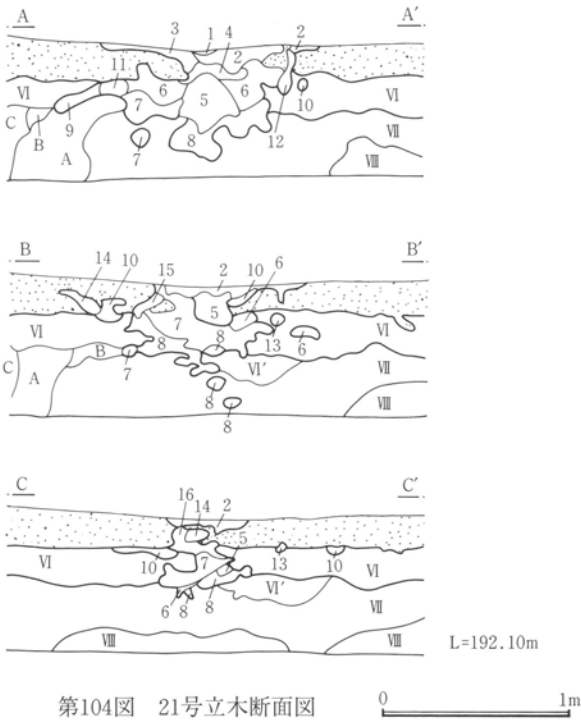 A A′
3 1 4 2 2
11 6 5 6 10
VI VI
C B 9 7 12
A 7 8 VII
VIII
B B′
14 10 15 2 10 6
5
VI 7 13 6 VI
C B 8 8
A 7 VI′ VII
8 VIII
8
C C′
16 14 2
5
VI 10 7 13 10 VI
6 8 8 VI′
VII
VIII VIII
L=192.10m
第104図 21号立木断面図
0 1m